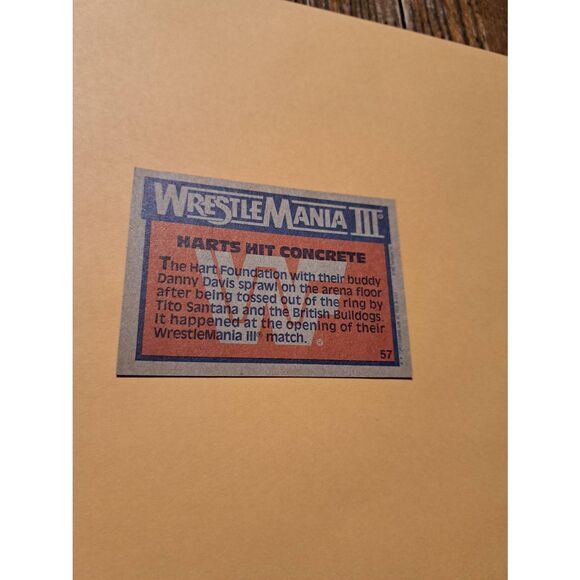 WRESTLEMANIA III®
HARTS HIT CONCRETE
The Hart Foundation with their buddy
Danny Davis sprawl on the arena floor
after being tossed out of the ring by
Tito Santana and the British Bulldogs.
It happened at the opening of their
WrestleMania III® match.
57